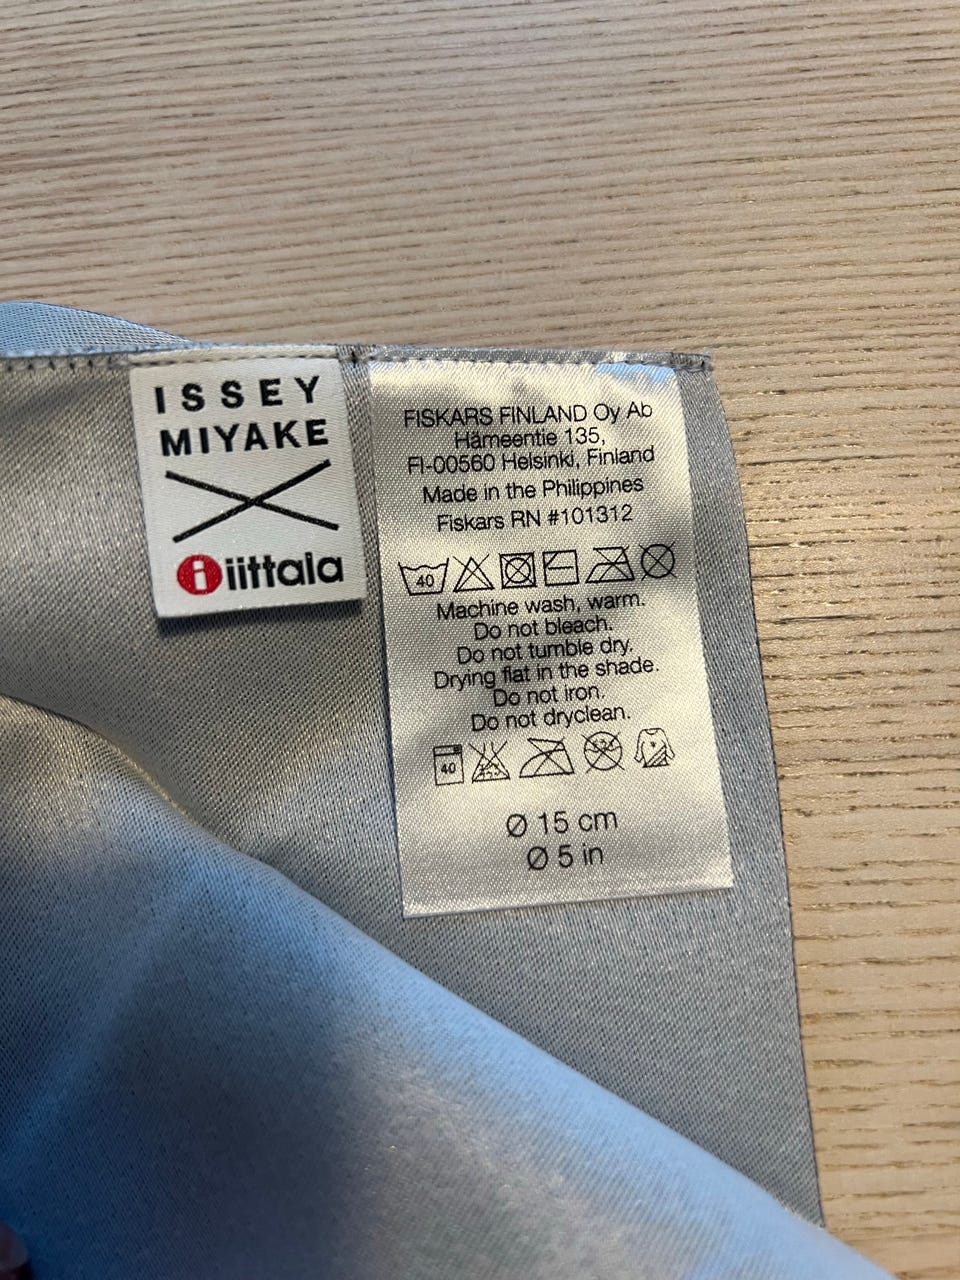 ISSEY
MIYAKE
iittala
FISKARS FINLAND Oy Ab
Hämeentie 135,
FI-00560 Helsinki, Finland
Made in the Philippines
Fiskars RN #101312
40
Machine wash, warm.
Do not bleach.
Do not tumble dry.
Drying flat in the shade.
Do not iron.
Do not dryclean.
40
Ø 15 cm
Ø 5 in